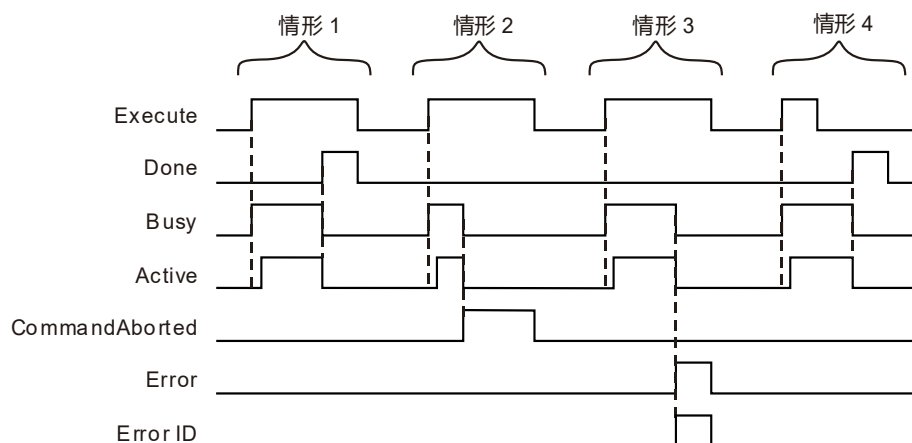 情形 1 情形 2 情形 3 情形 4
Execute
Done
Busy
Active
CommandAborted
Error
Error ID